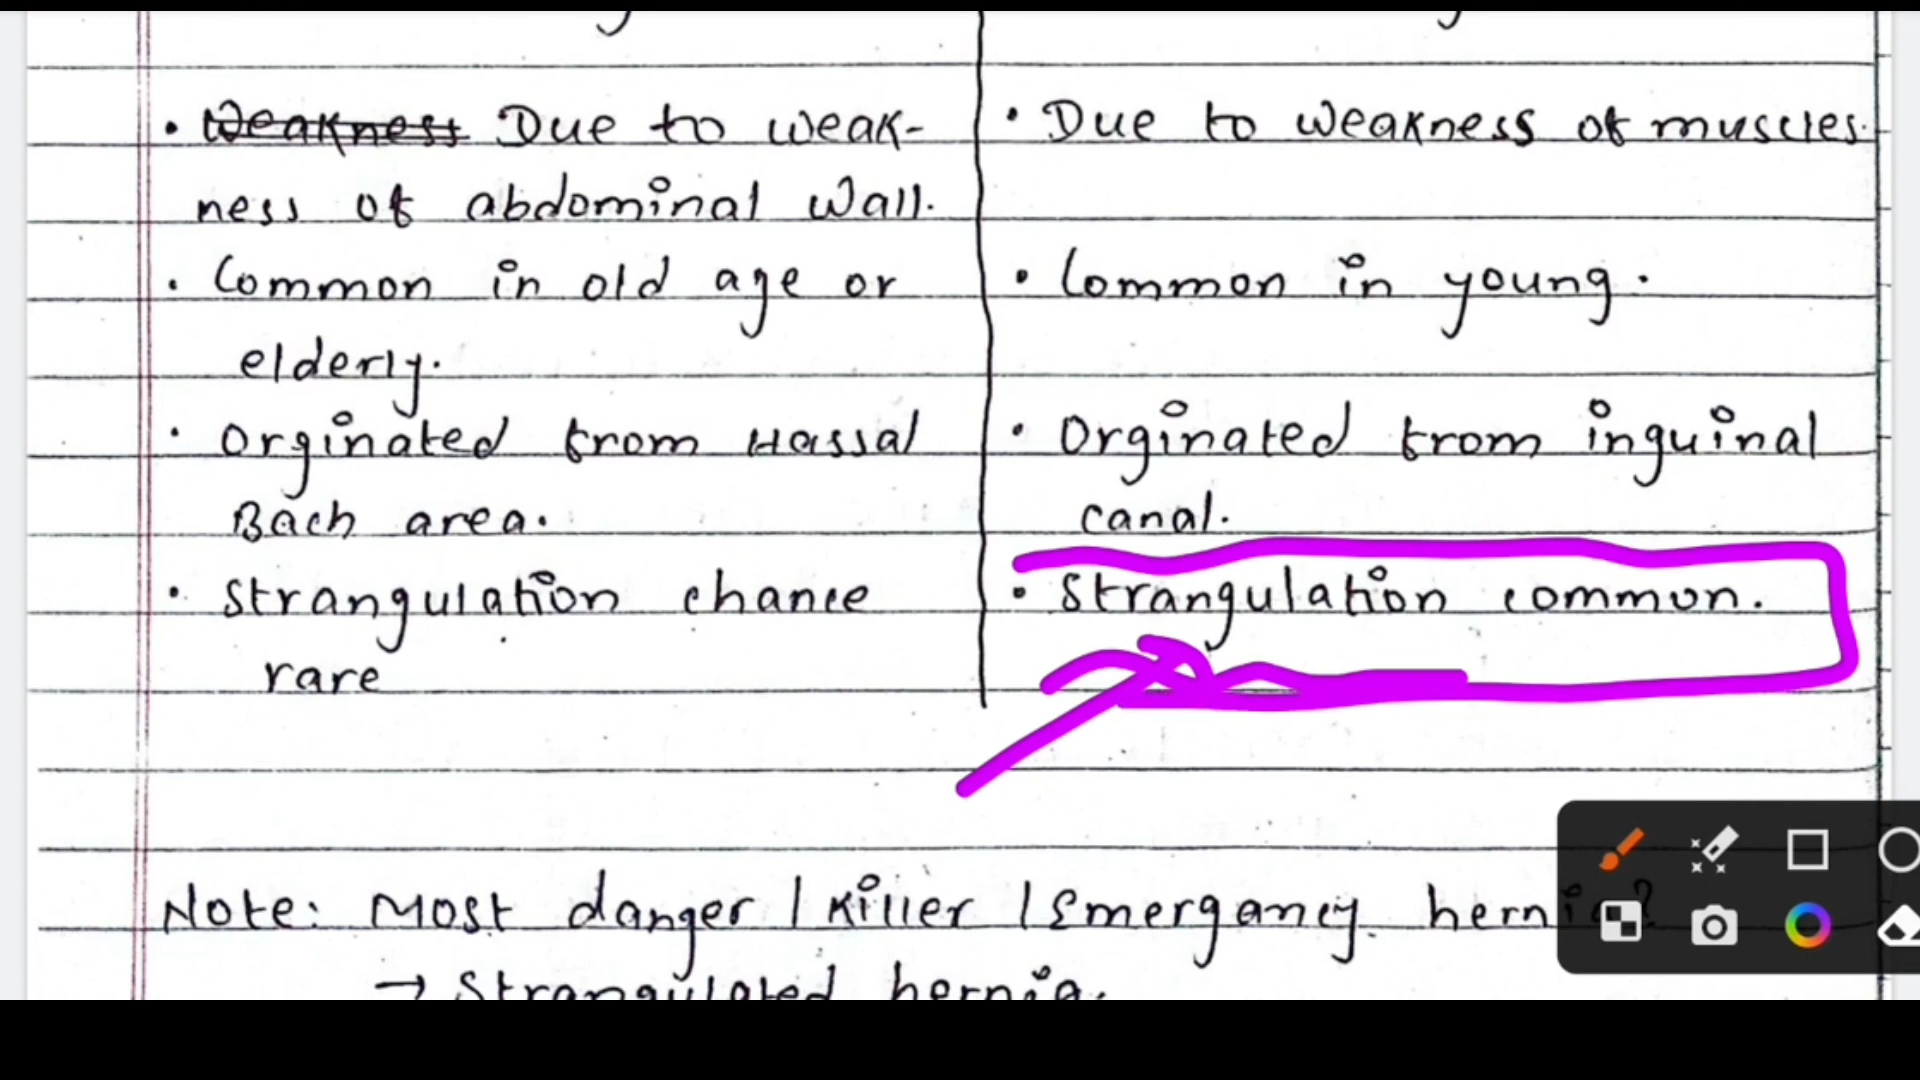 • Weakness Due to weak-
ness of abdominal wall.
• Common in old age or
elderly.
• Orginated from Hassal
Bach area.
• Strangulation chance
rare
• Due to weakness of muscles.
• Common in young.
• Orginated from inguinal
canal.
• Strangulation common.
Note: Most danger / Killer / Emergancy hernia?
→ Strangulated hernia.